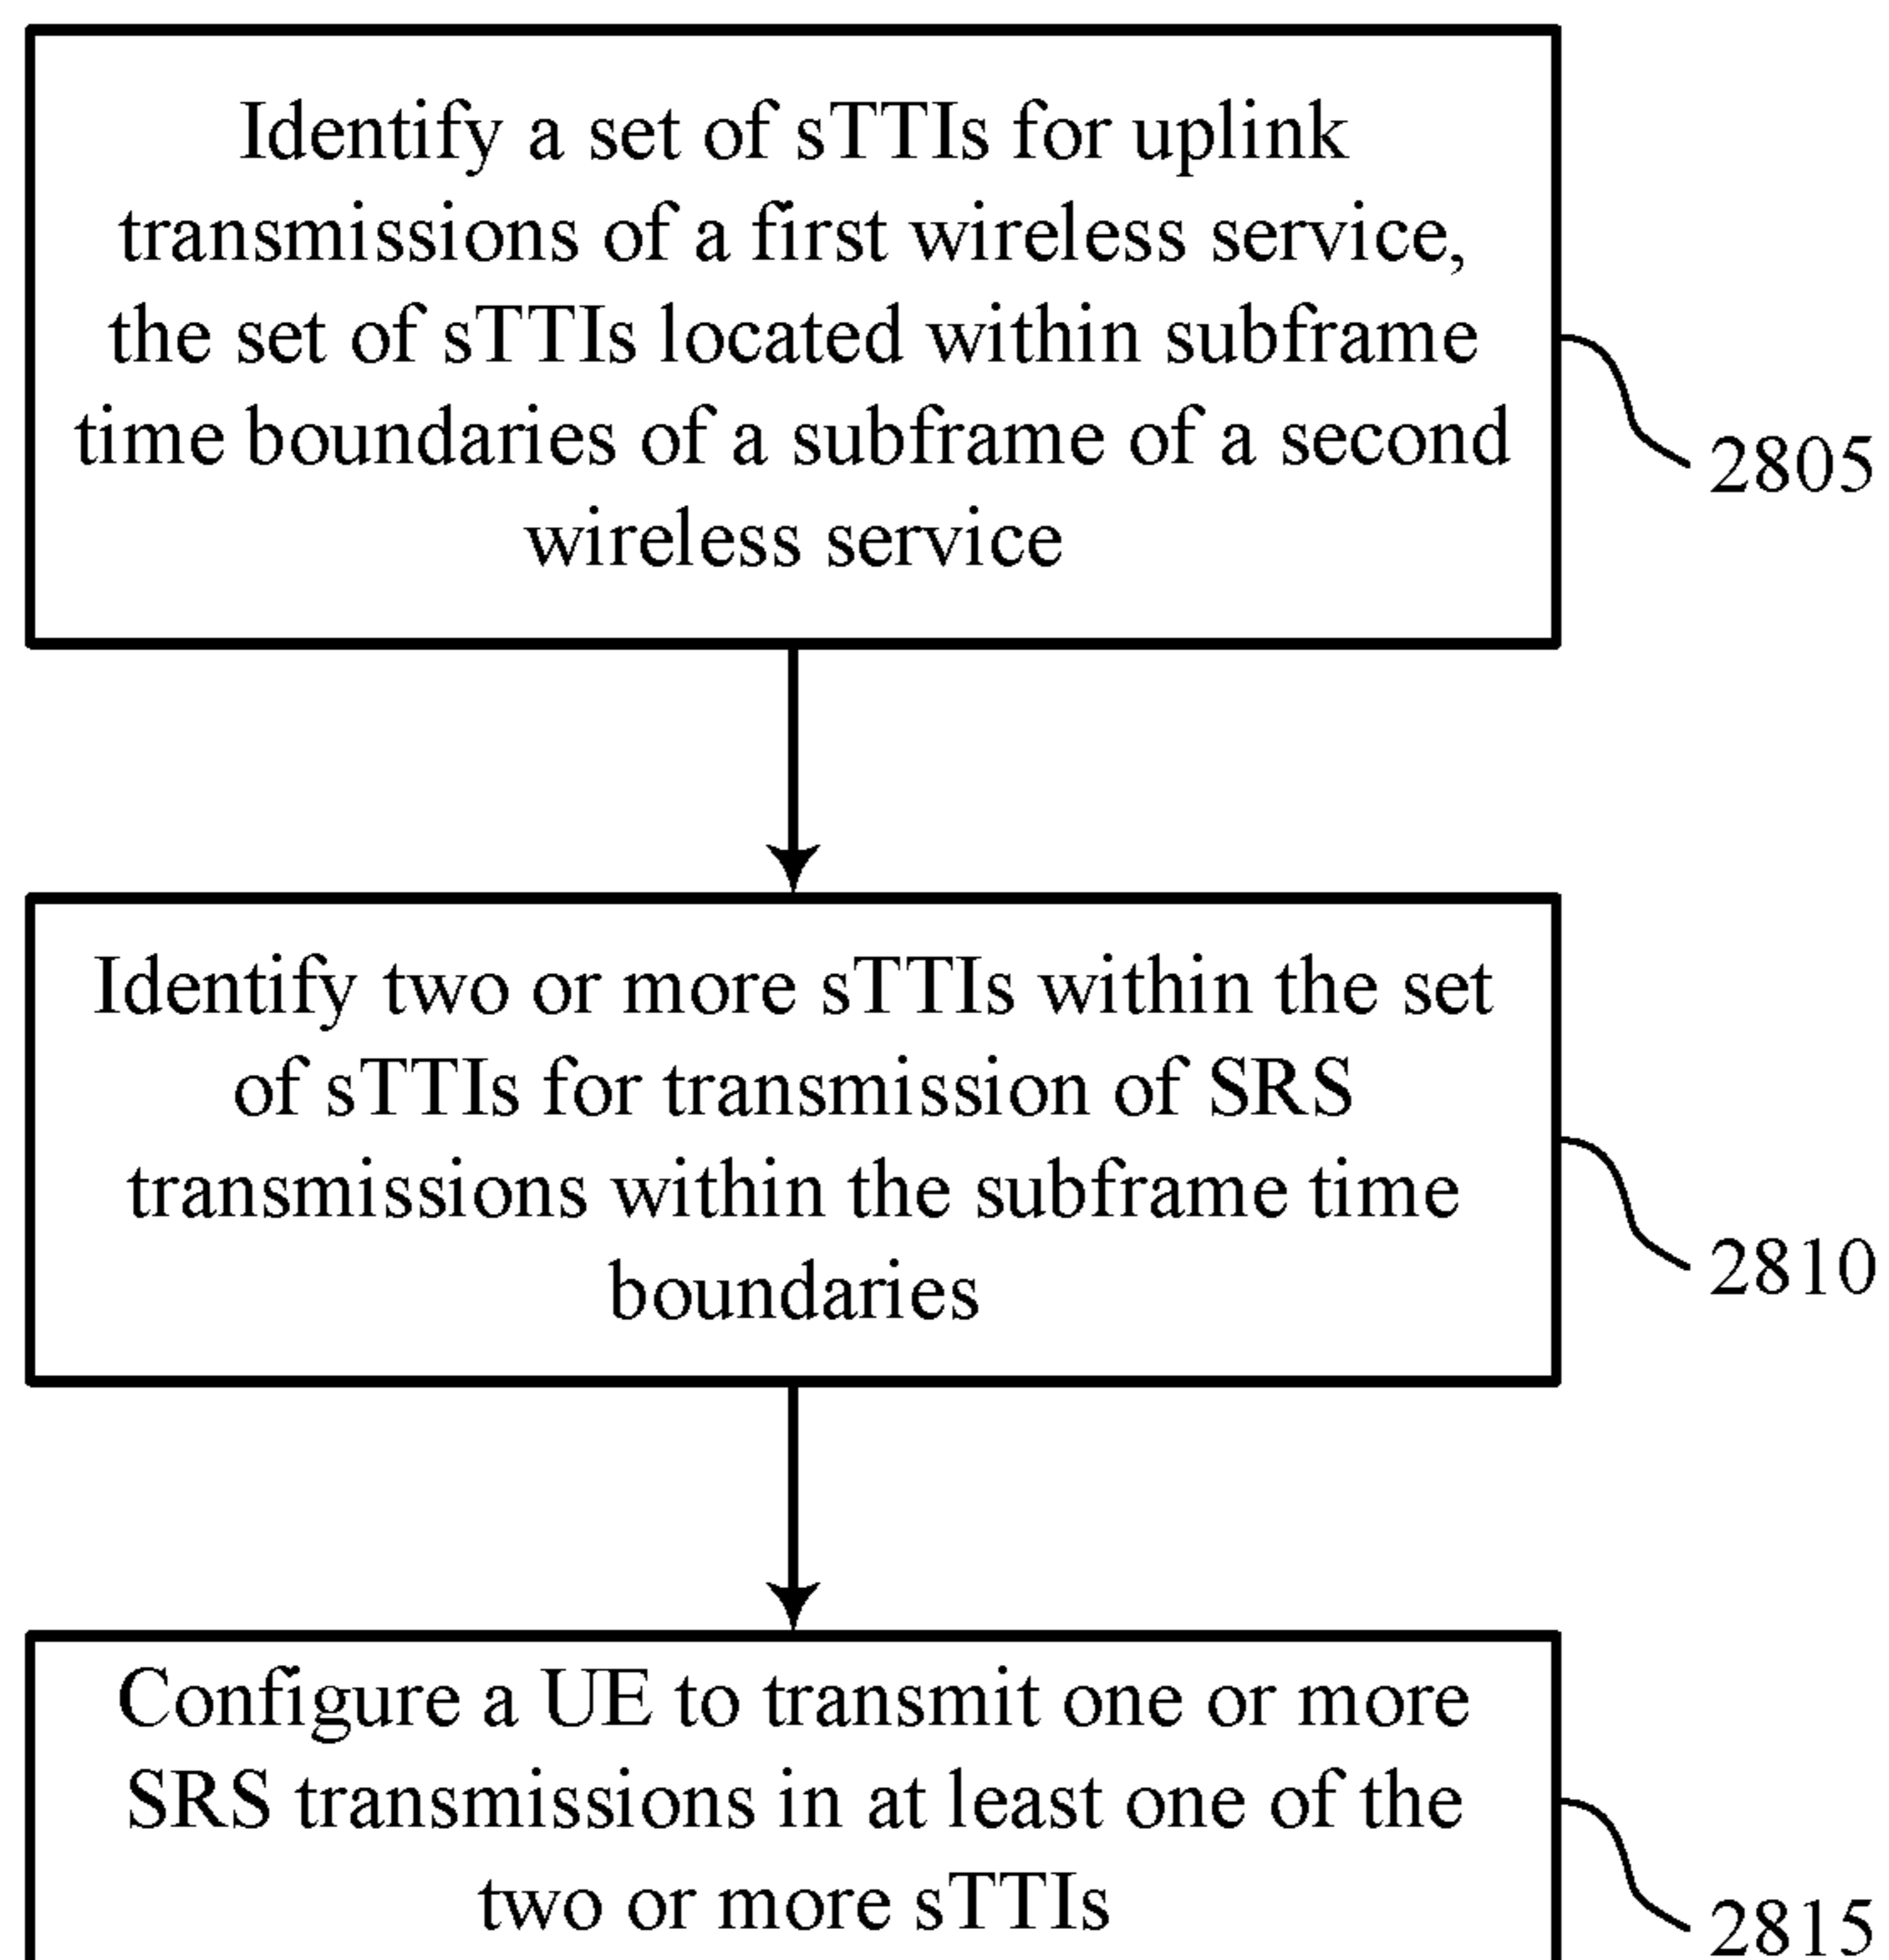 Identify a set of sTTIs for uplink
transmissions of a first wireless service,
the set of sTTIs located within subframe
time boundaries of a subframe of a second
wireless service
2805
Identify two or more sTTIs within the set
of sTTIs for transmission of SRS
transmissions within the subframe time
boundaries
2810
Configure a UE to transmit one or more
SRS transmissions in at least one of the
two or more sTTIs
2815